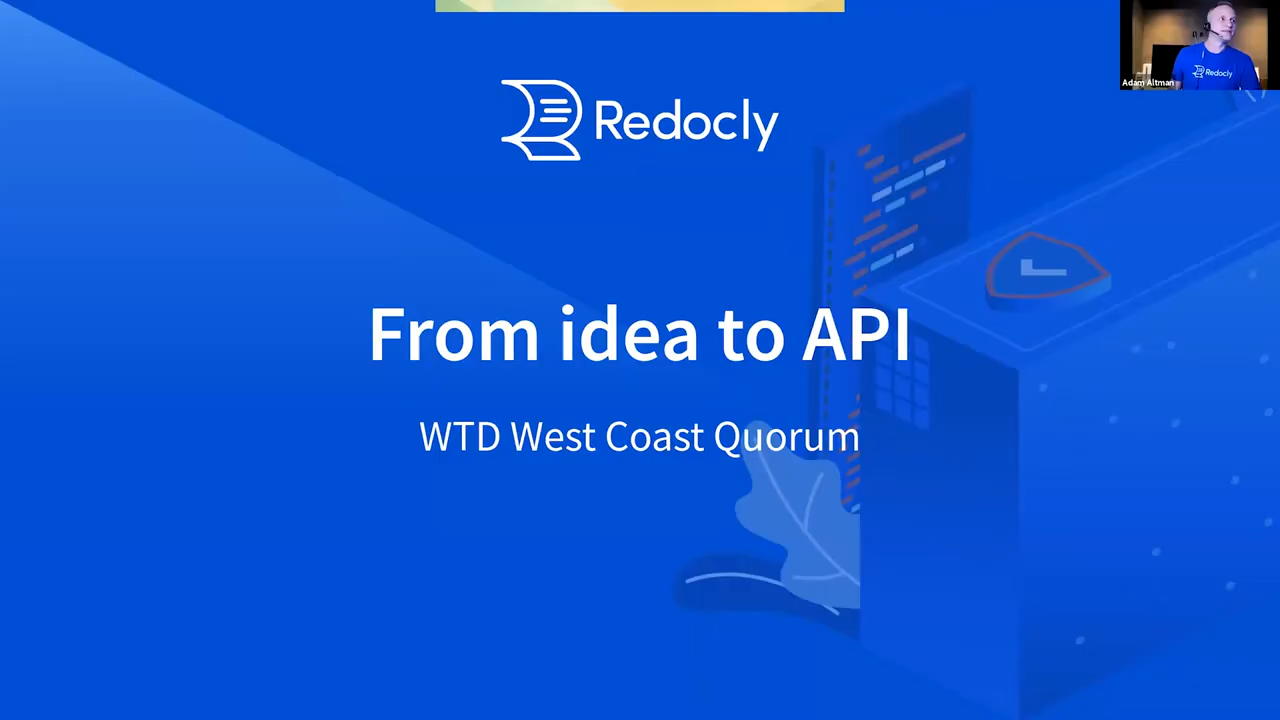 Redocly
From idea to API
WTD West Coast Quorum
Adam Altman
Redocly